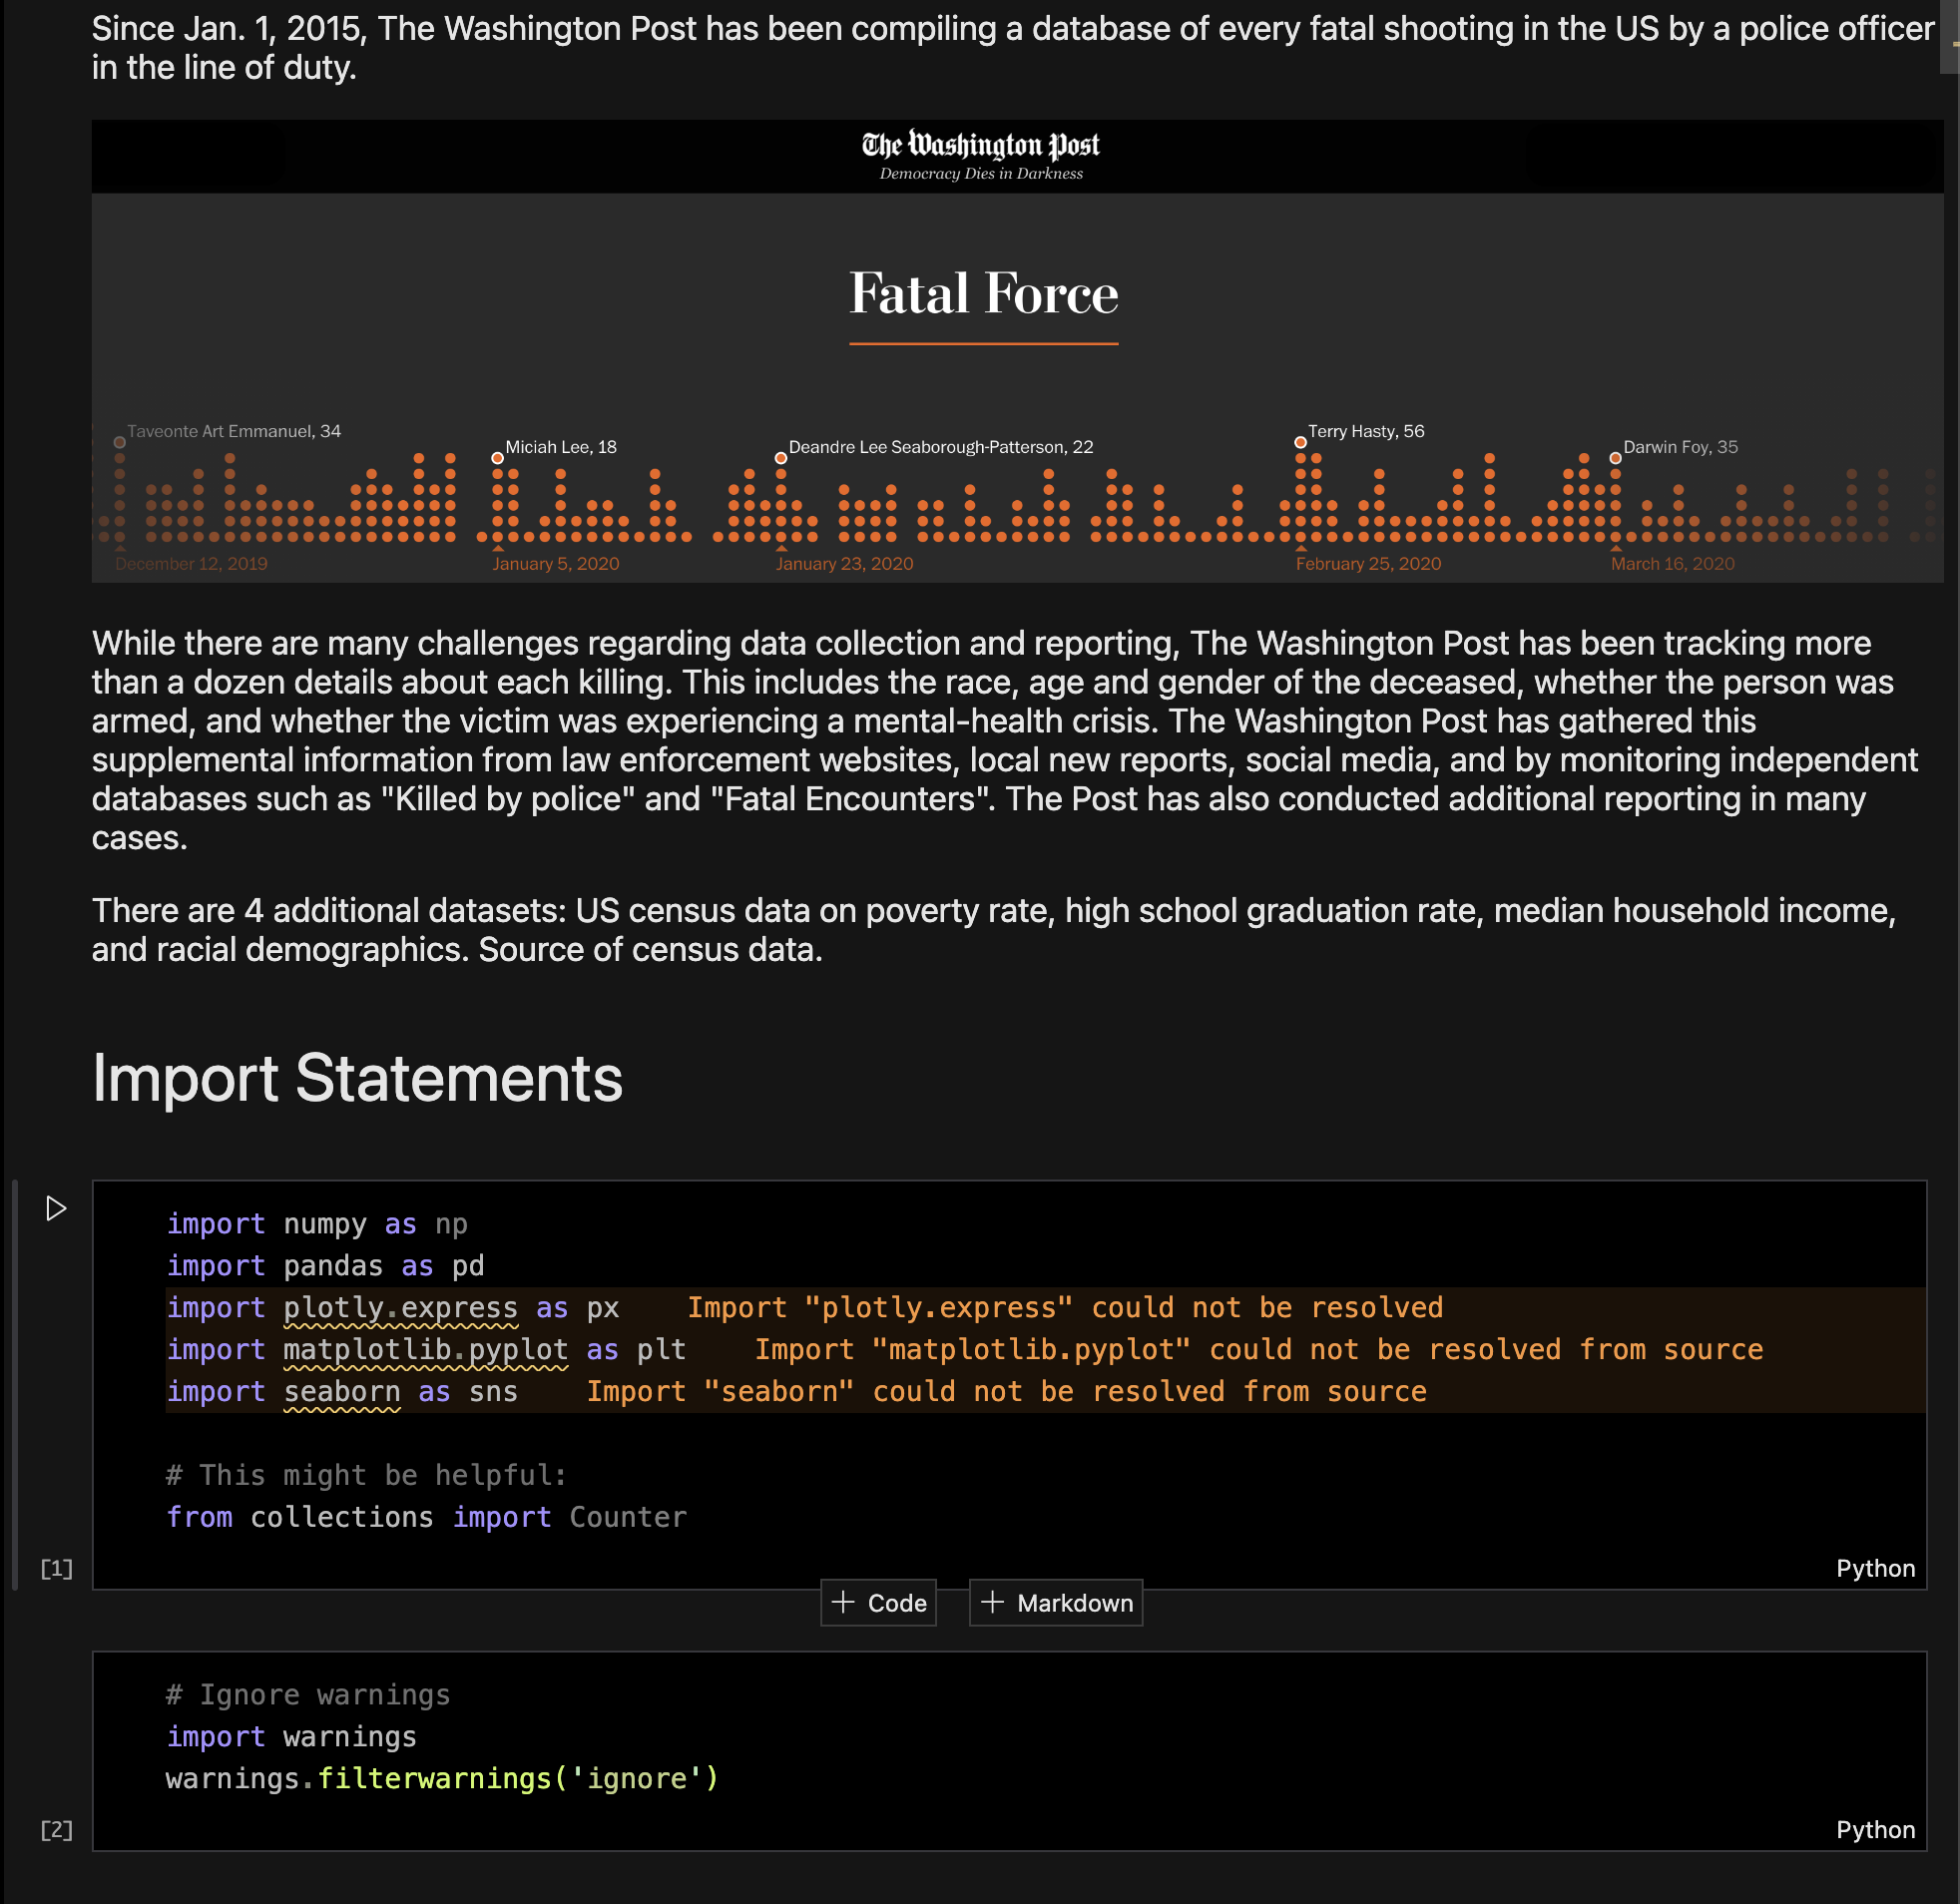 Since Jan. 1, 2015, The Washington Post has been compiling a database of every fatal shooting in the US by a police officer
in the line of duty.
The Washington Post
Democracy Dies in Darkness
Fatal Force
Taveonte Art Emmanuel, 34
Miciah Lee, 18
Deandre Lee Seaborough-Patterson, 22
Terry Hasty, 56
Darwin Foy, 35
December 12, 2019
January 5, 2020
January 23, 2020
February 25, 2020
March 16, 2020
While there are many challenges regarding data collection and reporting, The Washington Post has been tracking more
than a dozen details about each killing. This includes the race, age and gender of the deceased, whether the person was
armed, and whether the victim was experiencing a mental-health crisis. The Washington Post has gathered this
supplemental information from law enforcement websites, local new reports, social media, and by monitoring independent
databases such as "Killed by police" and "Fatal Encounters". The Post has also conducted additional reporting in many
cases.
There are 4 additional datasets: US census data on poverty rate, high school graduation rate, median household income,
and racial demographics. Source of census data.
Import Statements
import numpy as np
import pandas as pd
import plotly.express as px Import "plotly.express" could not be resolved
import matplotlib.pyplot as plt Import "matplotlib.pyplot" could not be resolved from source
import seaborn as sns Import "seaborn" could not be resolved from source
# This might be helpful:
from collections import Counter
[1]
Python
+ Code
+ Markdown
# Ignore warnings
import warnings
warnings.filterwarnings('ignore')
[2]
Python